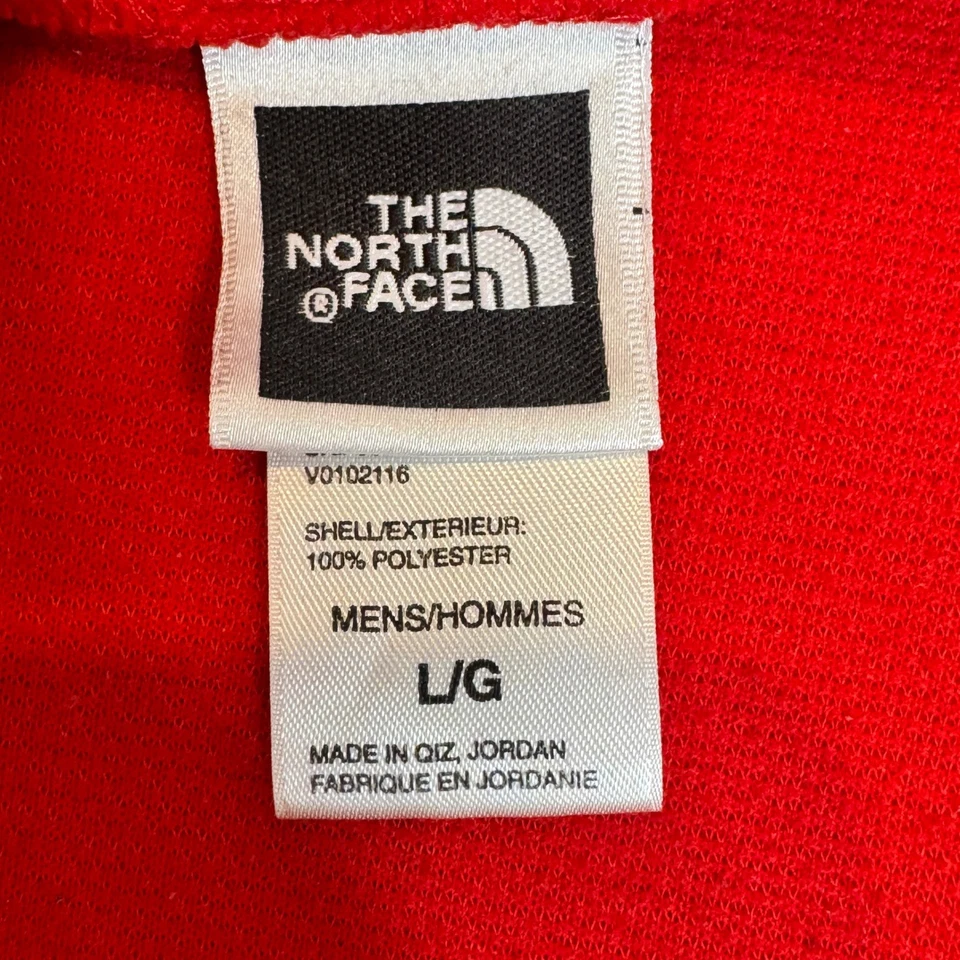 THE
NORTH
® FACE
V0102116
SHELL/EXTERIEUR:
100% POLYESTER
MENS/HOMMES
L/G
MADE IN QIZ, JORDAN
FABRIQUE EN JORDANIE